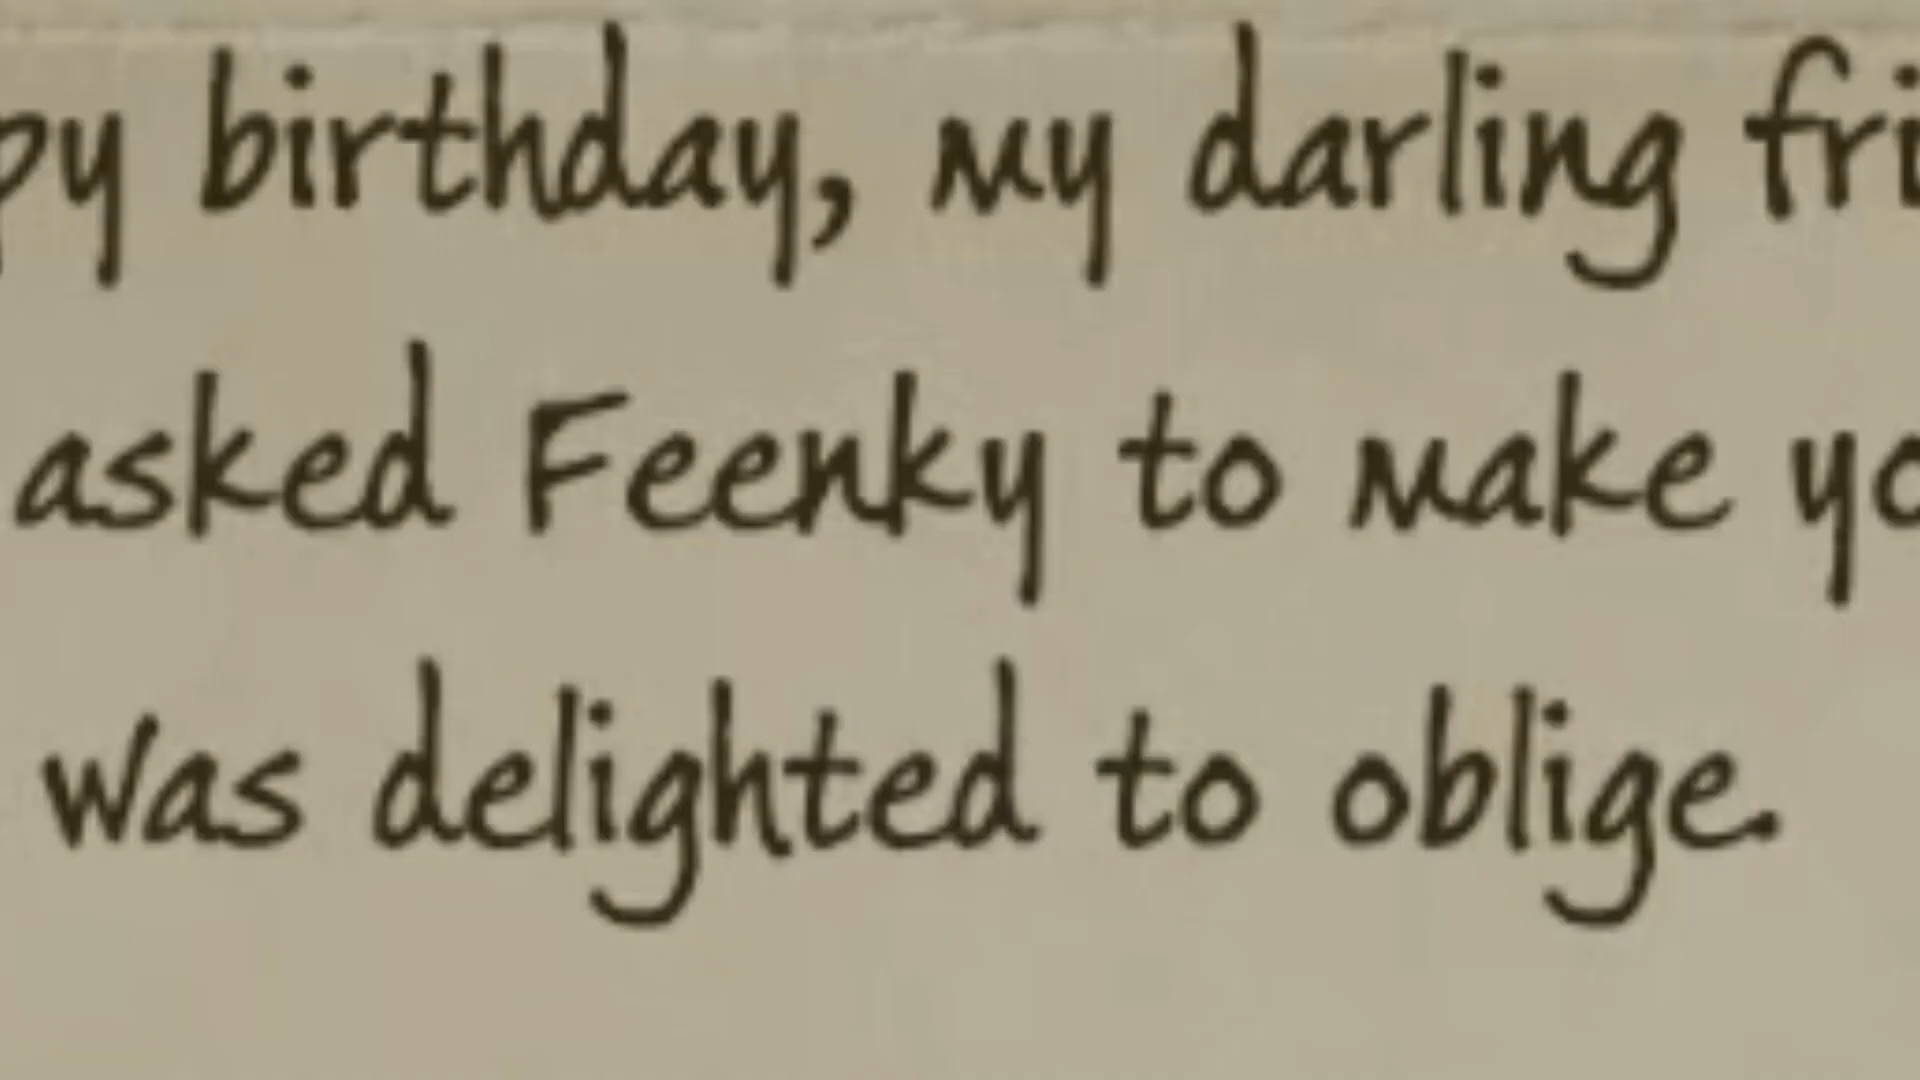 py birthday, my darling fri
asked Feenky to make yo
was delighted to oblige.